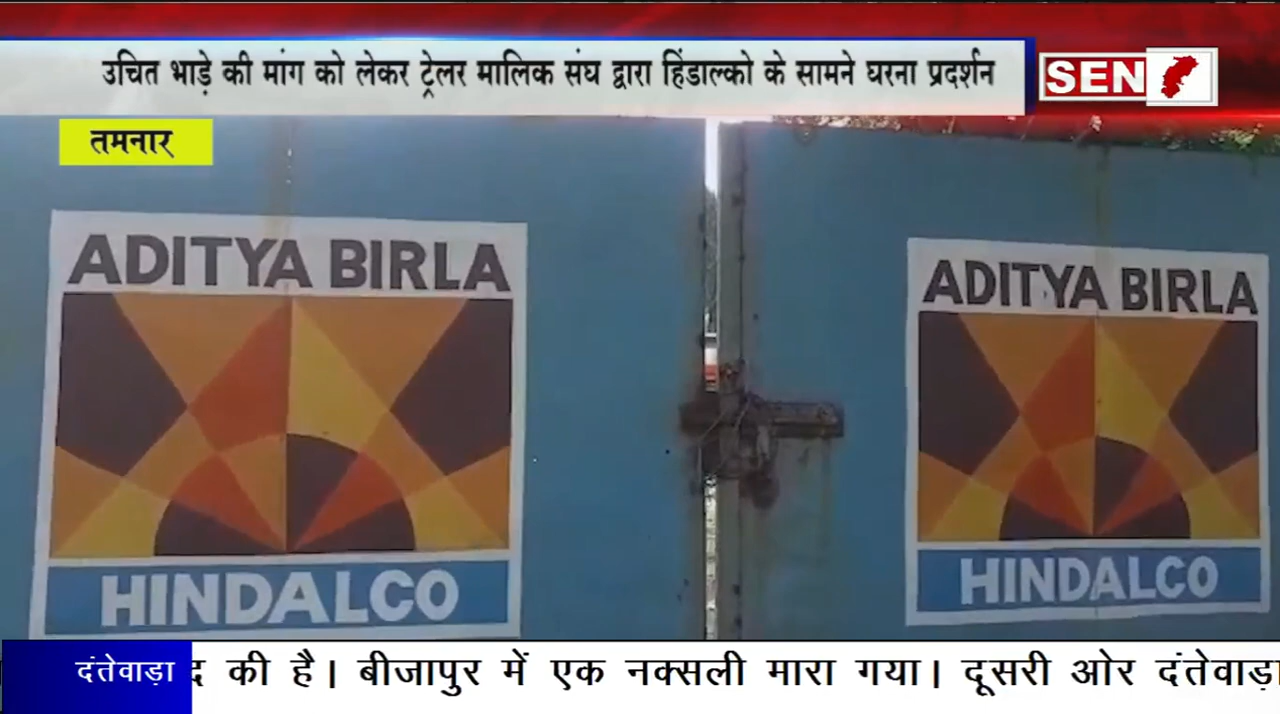 उचित भाड़े की मांग को लेकर ट्रेलर मालिक संघ द्वारा हिंडाल्को के सामने घरना प्रदर्शन
SEN
तमनार
ADITYA BIRLA
HINDALCO
ADITYA BIRLA
HINDALCO
दंतेवाड़ा
द की है। बीजापुर में एक नक्सली मारा गया। दूसरी ओर दंतेवाड़ा